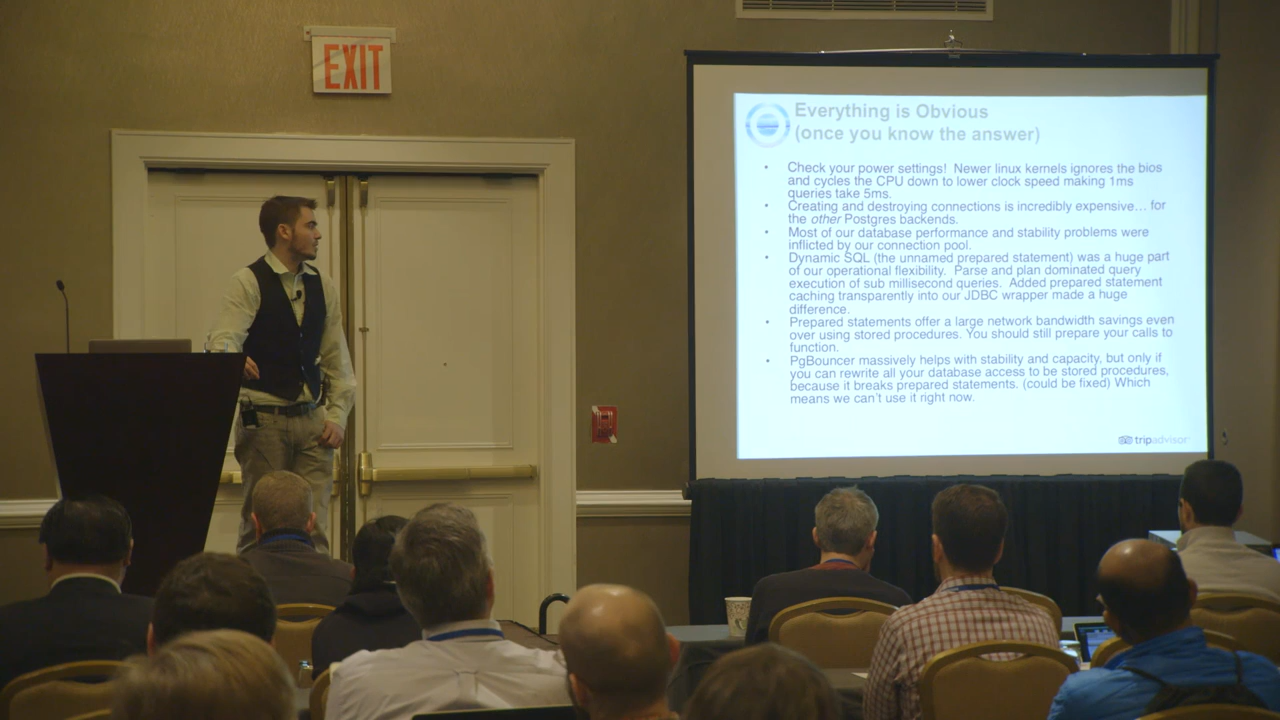 EXIT
Everything is Obvious
(once you know the answer)
• Check your power settings! Newer linux kernels ignores the bios
and cycles the CPU down to lower clock speed making 1ms
queries take 5ms.
• Creating and destroying connections is incredibly expensive... for
the other Postgres backends.
• Most of our database performance and stability problems were
inflicted by our connection pool.
• Dynamic SQL (the unnamed prepared statement) was a huge part
of our operational flexibility. Parse and plan dominated query
execution of sub millisecond queries. Added prepared statement
caching transparently into our JDBC wrapper made a huge
difference.
• Prepared statements offer a large network bandwidth savings even
over using stored procedures. You should still prepare your calls to
function.
• PgBouncer massively helps with stability and capacity, but only if
you can rewrite all your database access to be stored procedures,
because it breaks prepared statements. (could be fixed) Which
means we can't use it right now.
tripadvisor